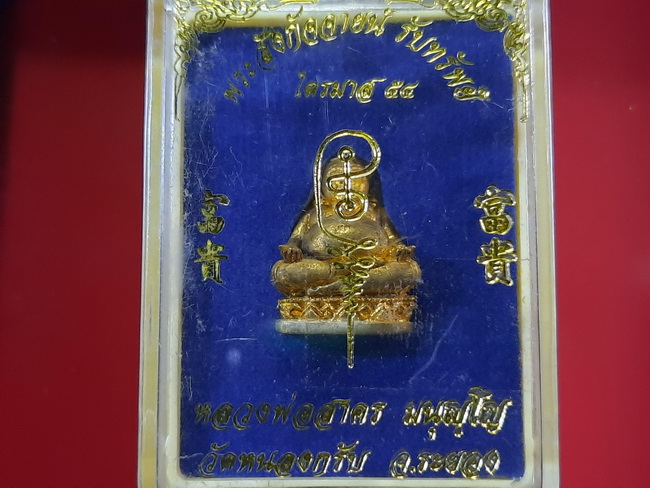 พระสังกัจจายน์ รับทรัพย์
ไตรมาส ๕๔
富貴
富貴
หลวงพ่อสาคร มนุญฺโญ
วัดหนองกรับ จ.ระยอง